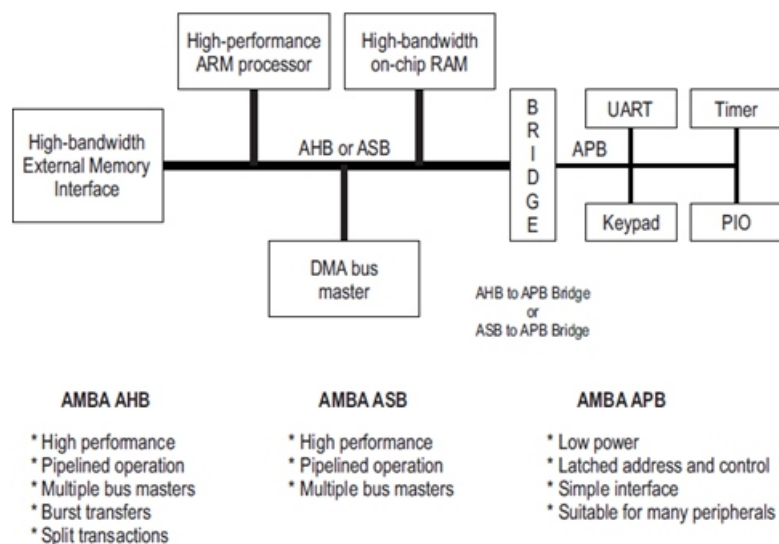 High-performance
ARM processor
High-bandwidth
on-chip RAM
High-bandwidth
External Memory
Interface
AHB or ASB
B
R
I
D
G
E
APB
UART
Timer
Keypad
PIO
DMA bus
master
AHB to APB Bridge
or
ASB to APB Bridge
AMBA AHB
* High performance
* Pipelined operation
* Multiple bus masters
* Burst transfers
* Split transactions
AMBA ASB
* High performance
* Pipelined operation
* Multiple bus masters
AMBA APB
* Low power
* Latched address and control
* Simple interface
* Suitable for many peripherals